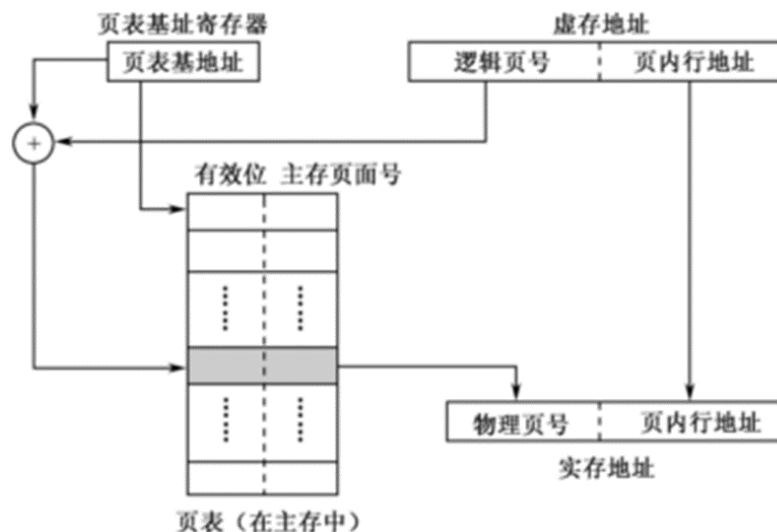 页表基址寄存器
虚存地址
页表基地址
逻辑页号
页内行地址
+
有效位 主存页面号
物理页号
页内行地址
实存地址
页表（在主存中）